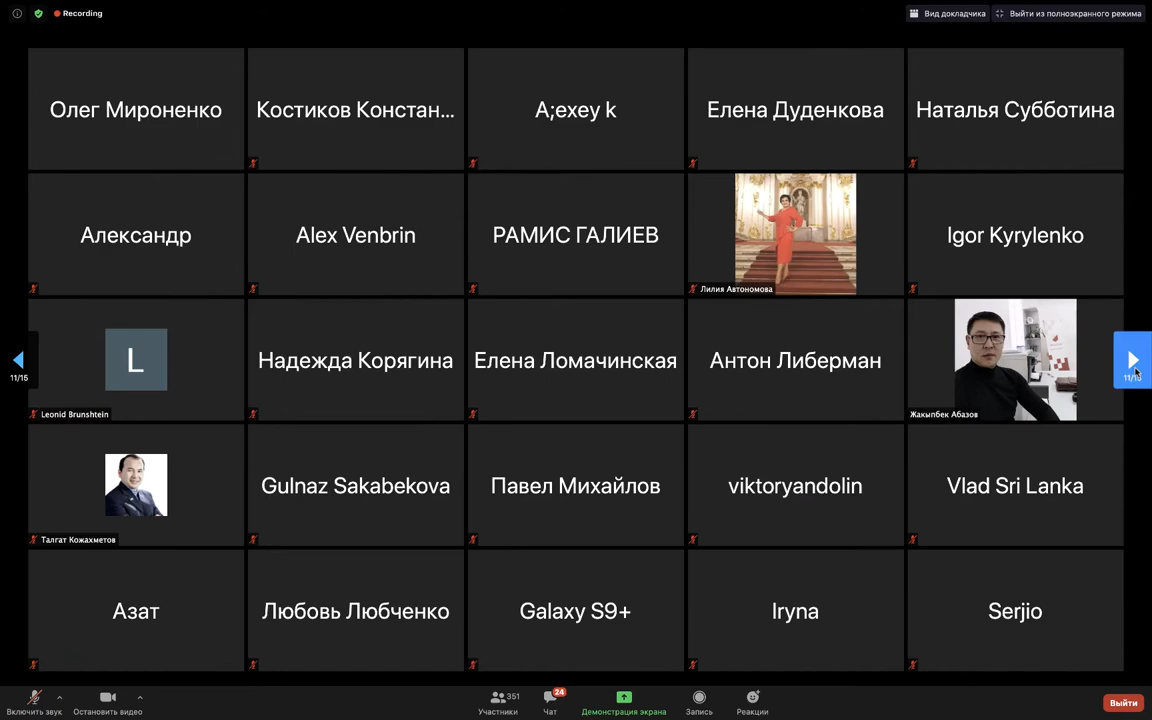 Recording
Вид докладчика
Выйти из полноэкранного режима
Олег Мироненко
Костиков Констан...
A;exey k
Елена Дуденкова
Наталья Субботина
Александр
Alex Venbrin
РАМИС ГАЛИЕВ
Лилия Автономова
Igor Kyrylenko
L
Leonid Brunshtein
Надежда Корягина
Елена Ломачинская
Антон Либерман
Жакыпбек Абазов
11/15
11/15
Талгат Кожахметов
Gulnaz Sakabekova
Павел Михайлов
viktoryandolin
Vlad Sri Lanka
Азат
Любовь Любченко
Galaxy S9+
Iryna
Serjio
Включить звук
Остановить видео
351
Участники
24
Чат
Демонстрация экрана
Запись
Реакции
Выйти